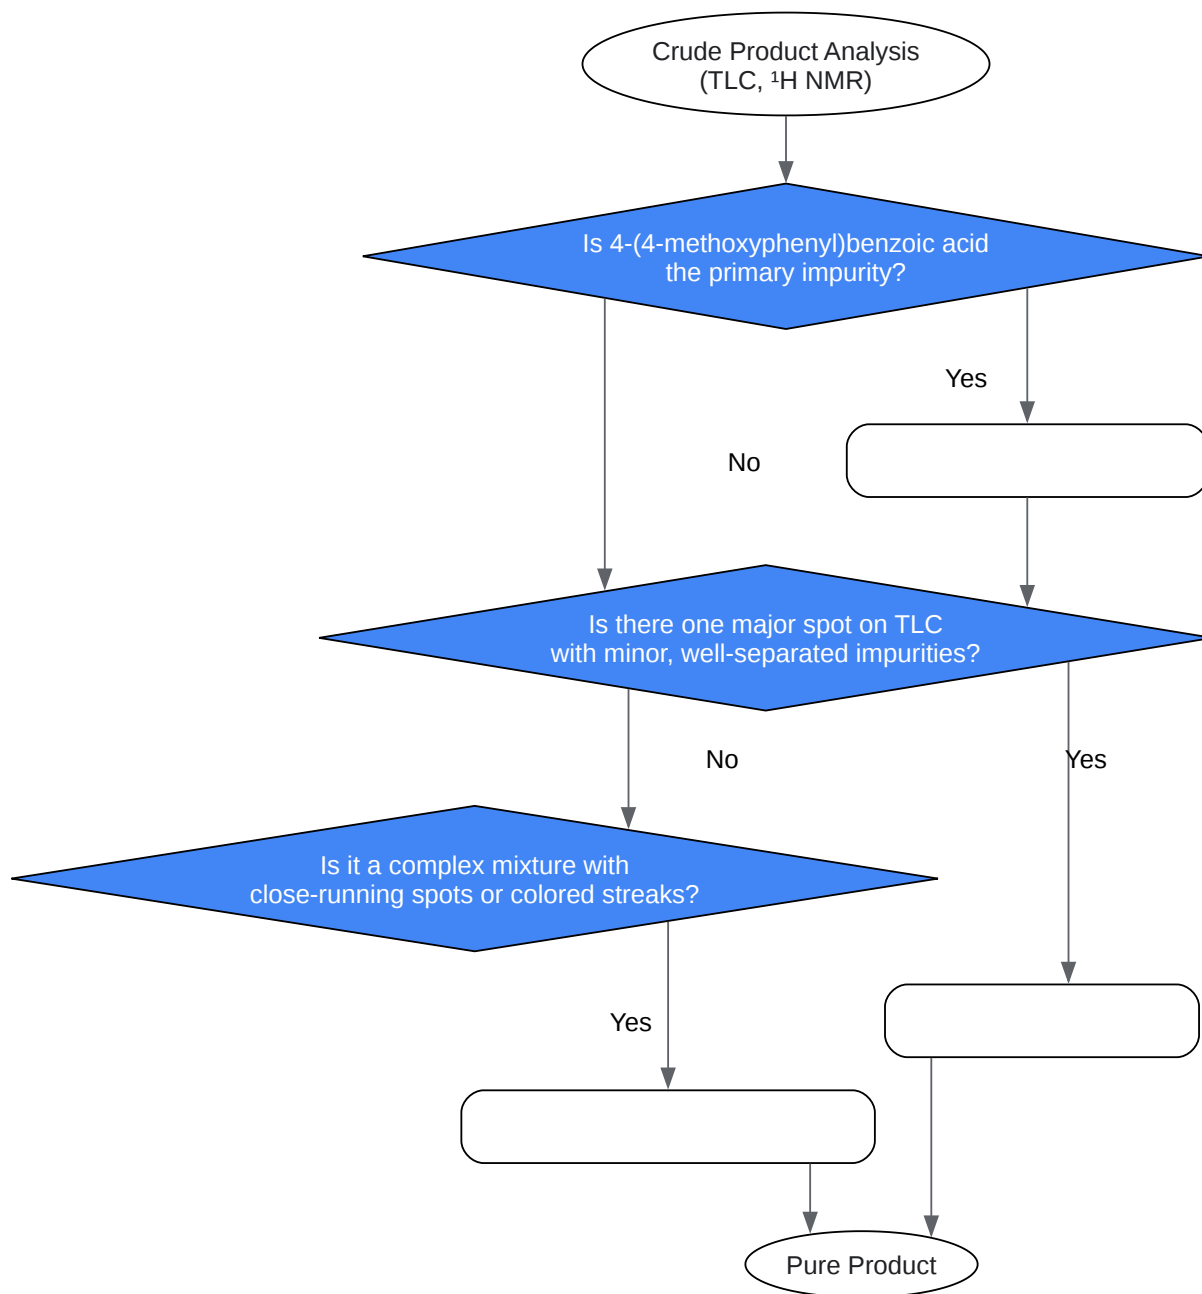 Crude Product Analysis
(TLC, ¹H NMR)
Is 4-(4-methoxyphenyl)benzoic acid
the primary impurity?
Yes
No
Is there one major spot on TLC
with minor, well-separated impurities?
No
Yes
Is it a complex mixture with
close-running spots or colored streaks?
Yes
Pure Product